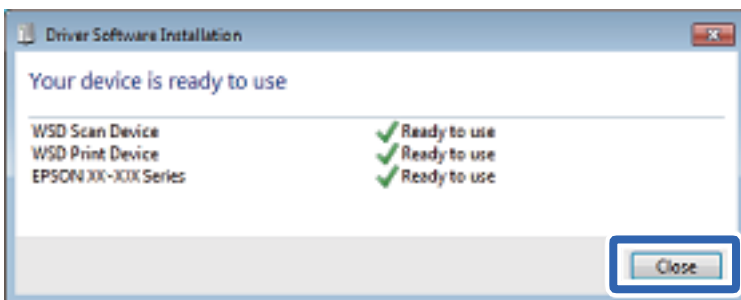 Driver Software Installation
Your device is ready to use
WSD Scan Device Ready to use
WSD Print Device Ready to use
EPSON XX-XXX Series Ready to use
Close